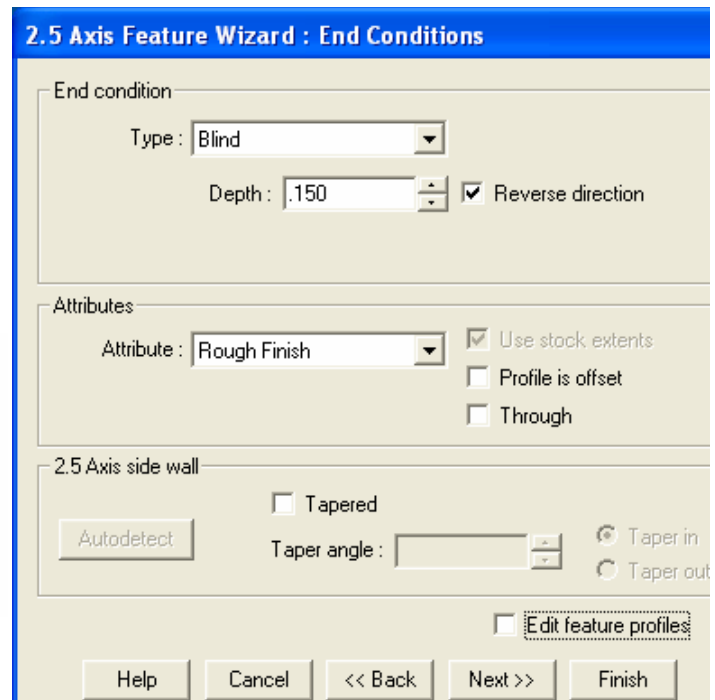 2.5 Axis Feature Wizard : End Conditions
End condition
Type : Blind
Depth : .150 Reverse direction
Attributes
Attribute : Rough Finish Use stock extents
Profile is offset
Through
2.5 Axis side wall
Tapered
Autodetect Taper angle : Taper in
Taper out
Edit feature profiles
Help Cancel << Back Next >> Finish